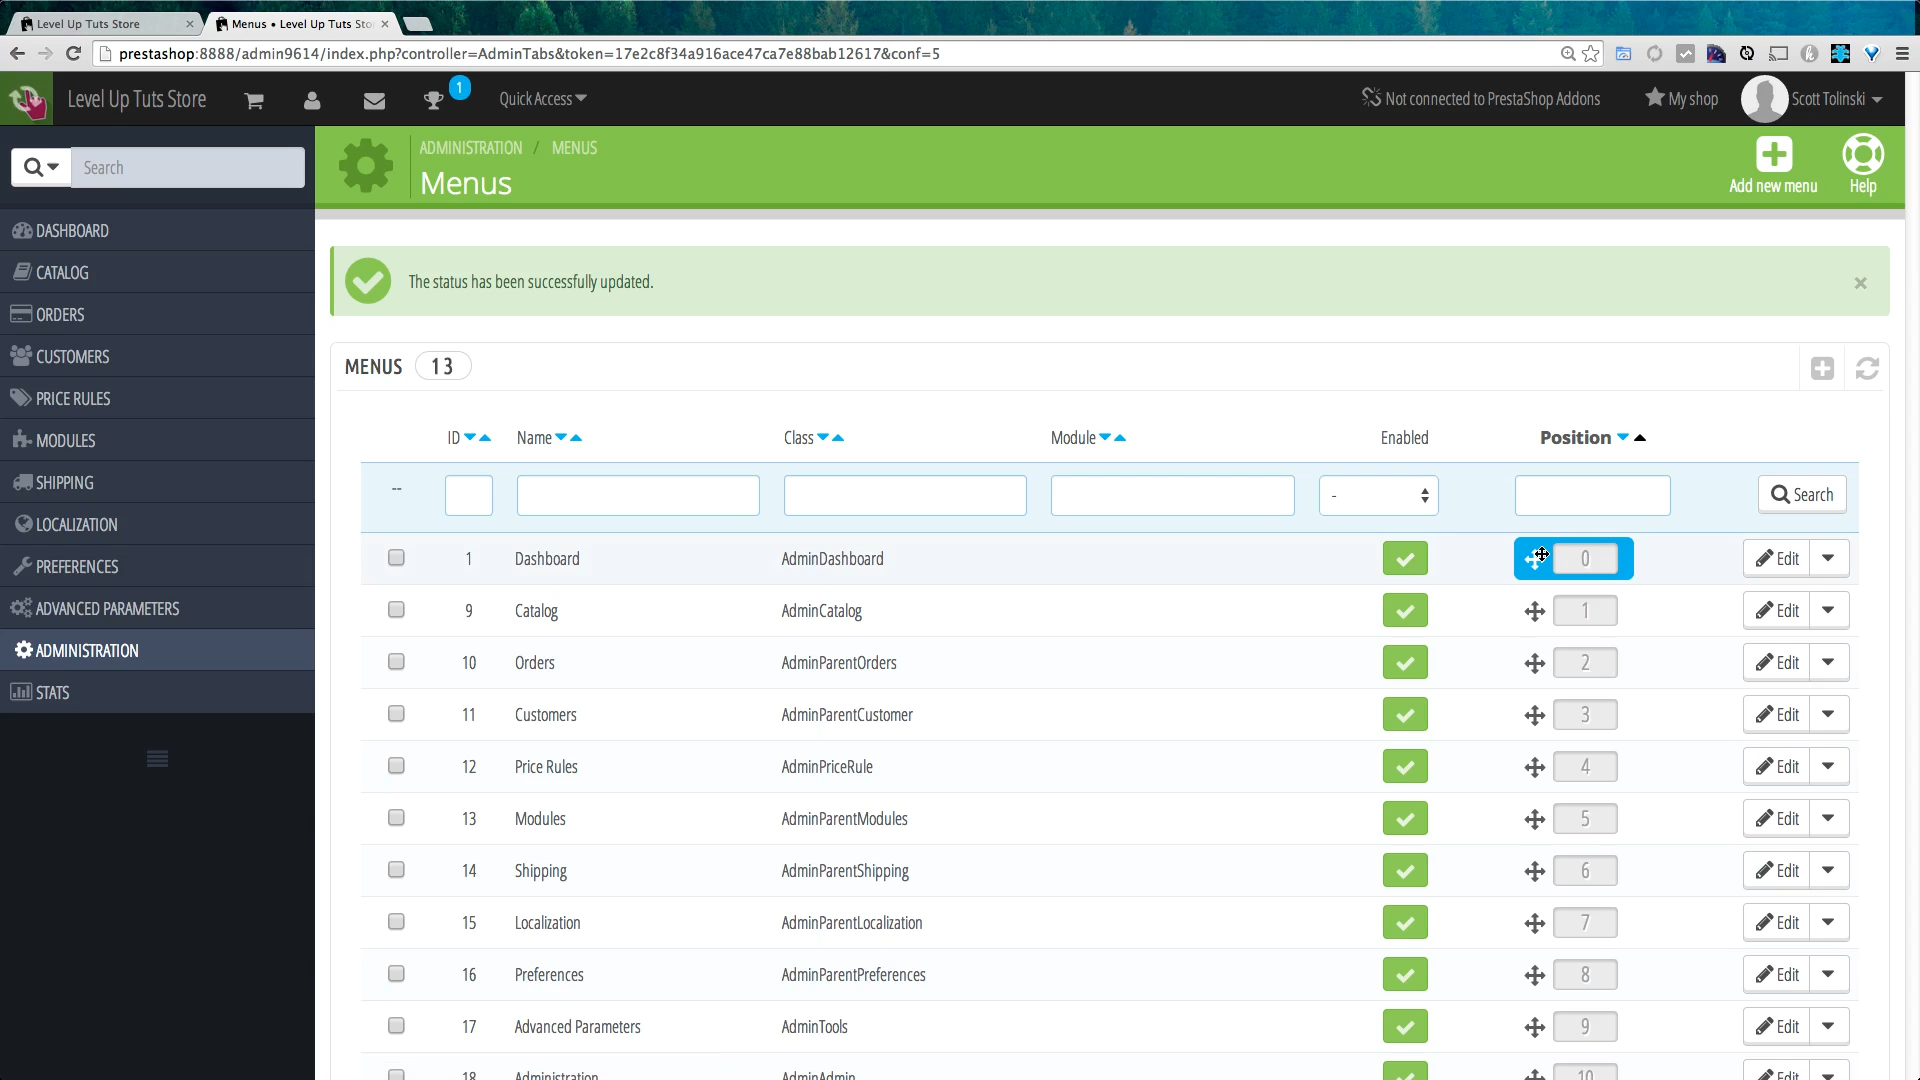 Level Up Tuts Store
Menus • Level Up Tuts Sto
prestashop:8888/admin9614/index.php?controller=AdminTabs&token=17e2c8f34a916ace47ca7e88bab12617&conf=5
Level Up Tuts Store
1
Quick Access
Not connected to PrestaShop Addons
My shop
Scott Tolinski
Search
ADMINISTRATION / MENUS
Menus
Add new menu
Help
DASHBOARD
CATALOG
ORDERS
CUSTOMERS
PRICE RULES
MODULES
SHIPPING
LOCALIZATION
PREFERENCES
ADVANCED PARAMETERS
ADMINISTRATION
STATS
The status has been successfully updated.
MENUS 13
ID Name Class Module Enabled Position
-- - Search
1 Dashboard AdminDashboard 0 Edit
9 Catalog AdminCatalog 1 Edit
10 Orders AdminParentOrders 2 Edit
11 Customers AdminParentCustomer 3 Edit
12 Price Rules AdminPriceRule 4 Edit
13 Modules AdminParentModules 5 Edit
14 Shipping AdminParentShipping 6 Edit
15 Localization AdminParentLocalization 7 Edit
16 Preferences AdminParentPreferences 8 Edit
17 Advanced Parameters AdminTools 9 Edit
18 Administration AdminAdmin 10 Edit